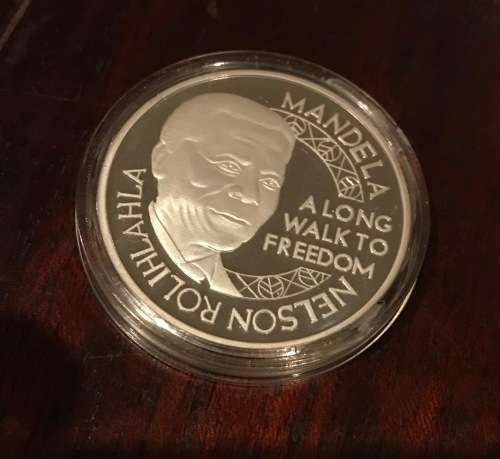 NELSON ROLIHLAHLA
MANDELA
A LONG
WALK TO
FREEDOM